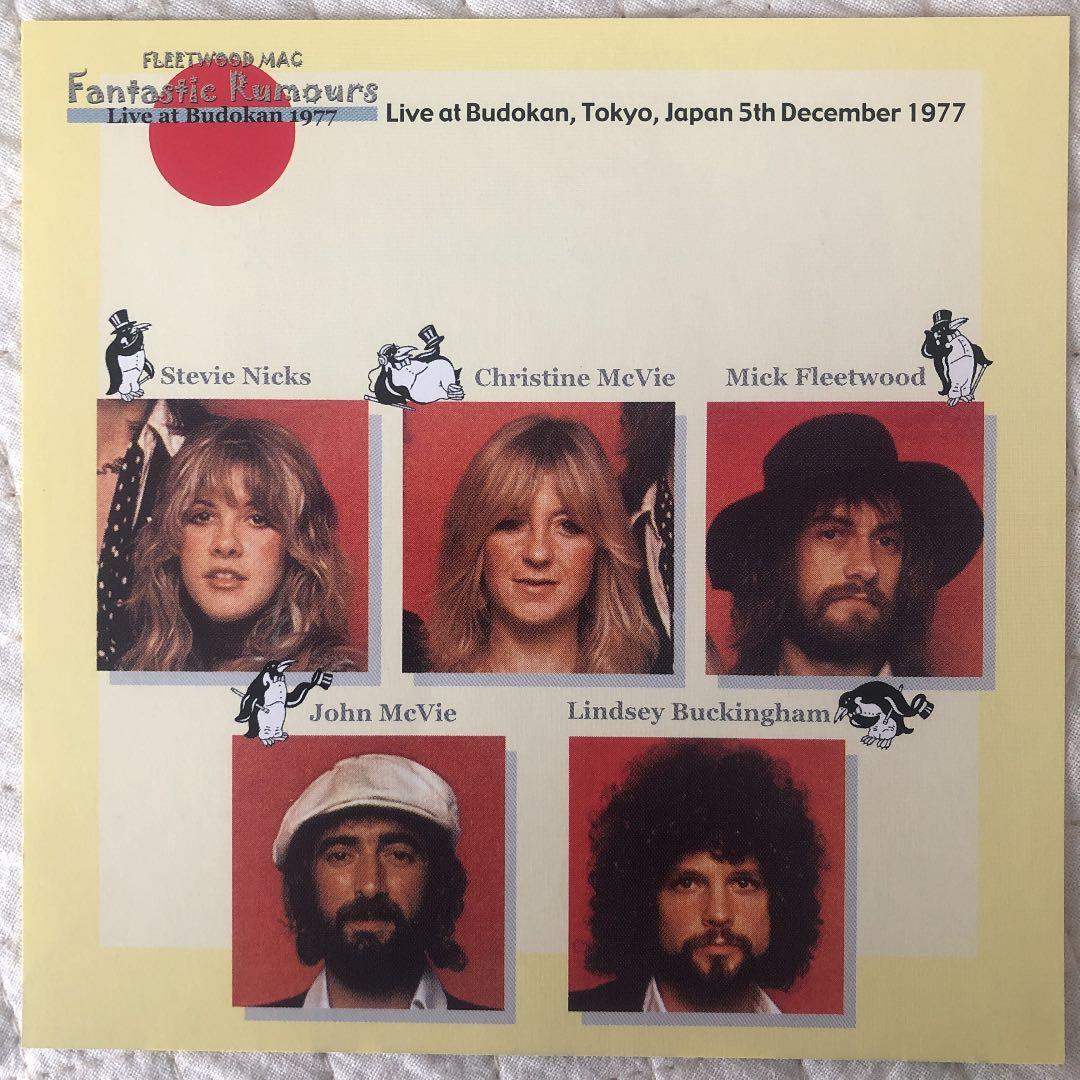 FLEETWOOD MAC
Fantastic Rumours
Live at Budokan 1977
Live at Budokan, Tokyo, Japan 5th December 1977
Stevie Nicks
Christine McVie
Mick Fleetwood
John McVie
Lindsey Buckingham